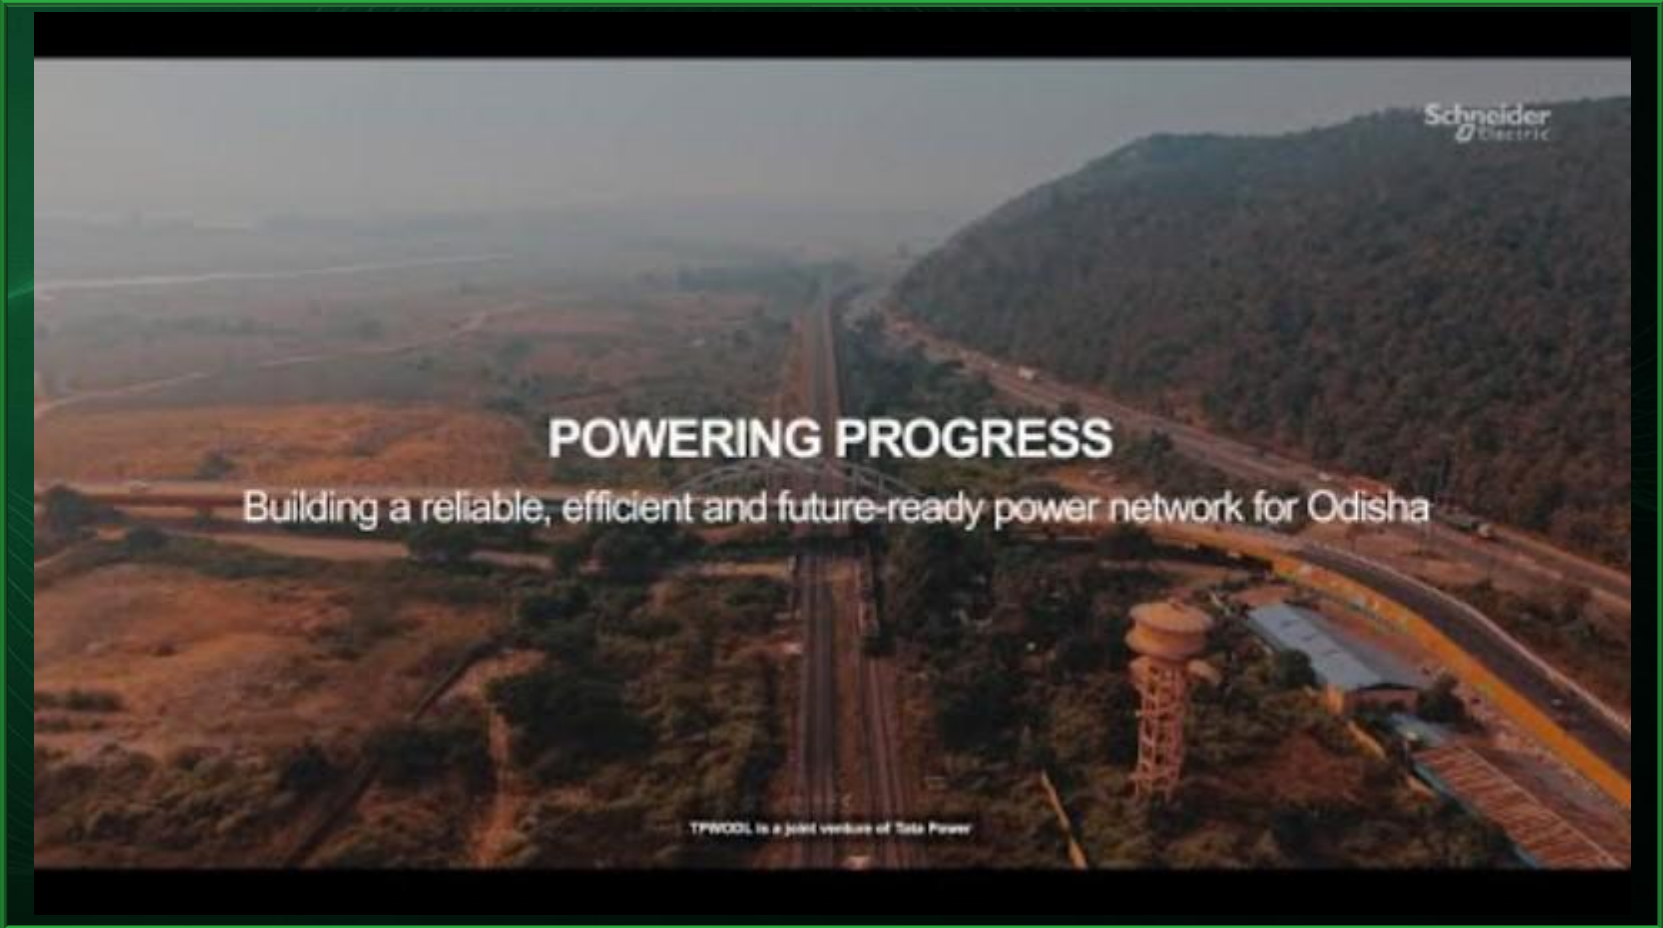 Schneider
Electric
POWERING PROGRESS
Building a reliable, efficient and future-ready power network for Odisha
TPWODL is a joint venture of Tata Power